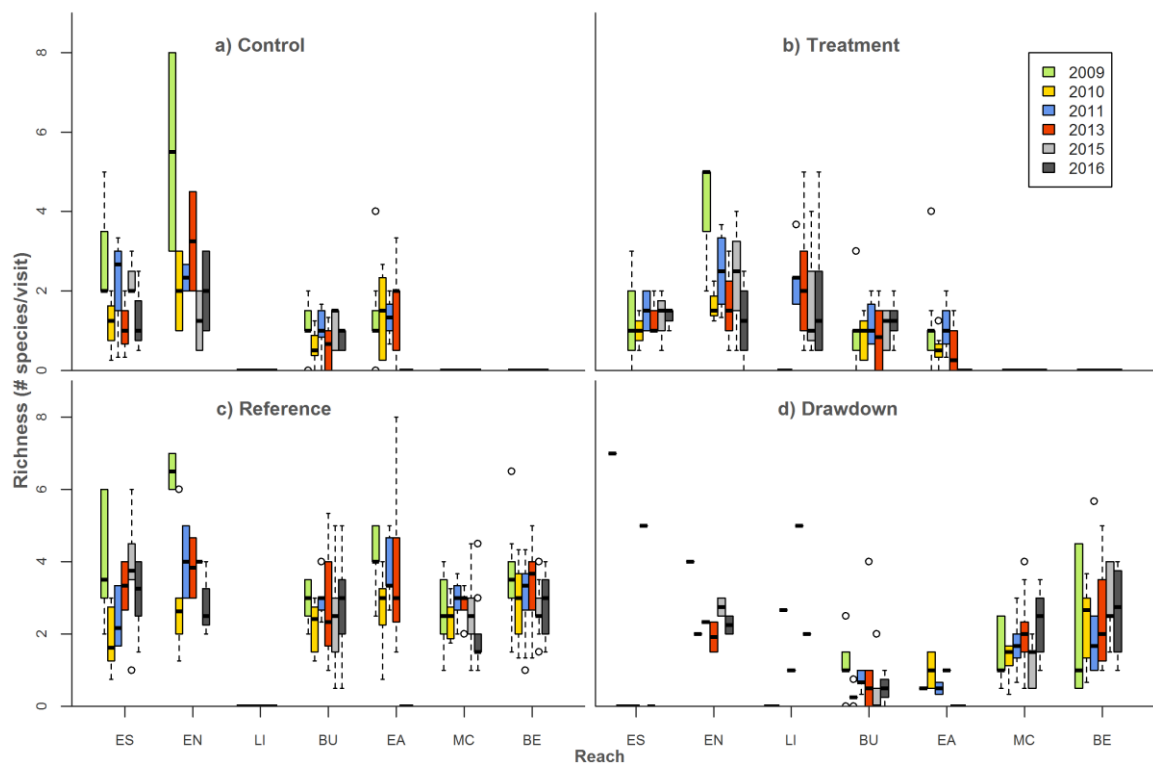 a) Control
b) Treatment
2009
2010
2011
2013
2015
2016
8
6
4
2
0
Richness (# species/visit)
c) Reference
d) Drawdown
8
6
4
2
0
ES EN LI BU EA MC BE
ES EN LI BU EA MC BE
Reach